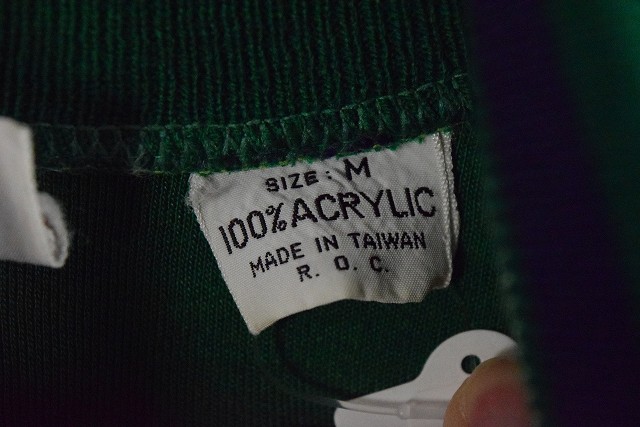 SIZE: M
100% ACRYLIC
MADE IN TAIWAN
R. O. C.